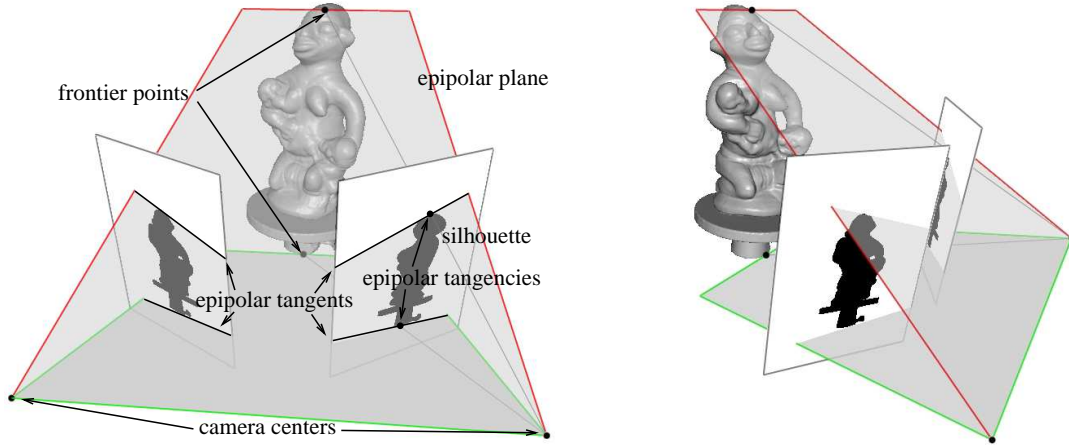 epipolar plane
frontier points
silhouette
epipolar tangencies
epipolar tangents
camera centers